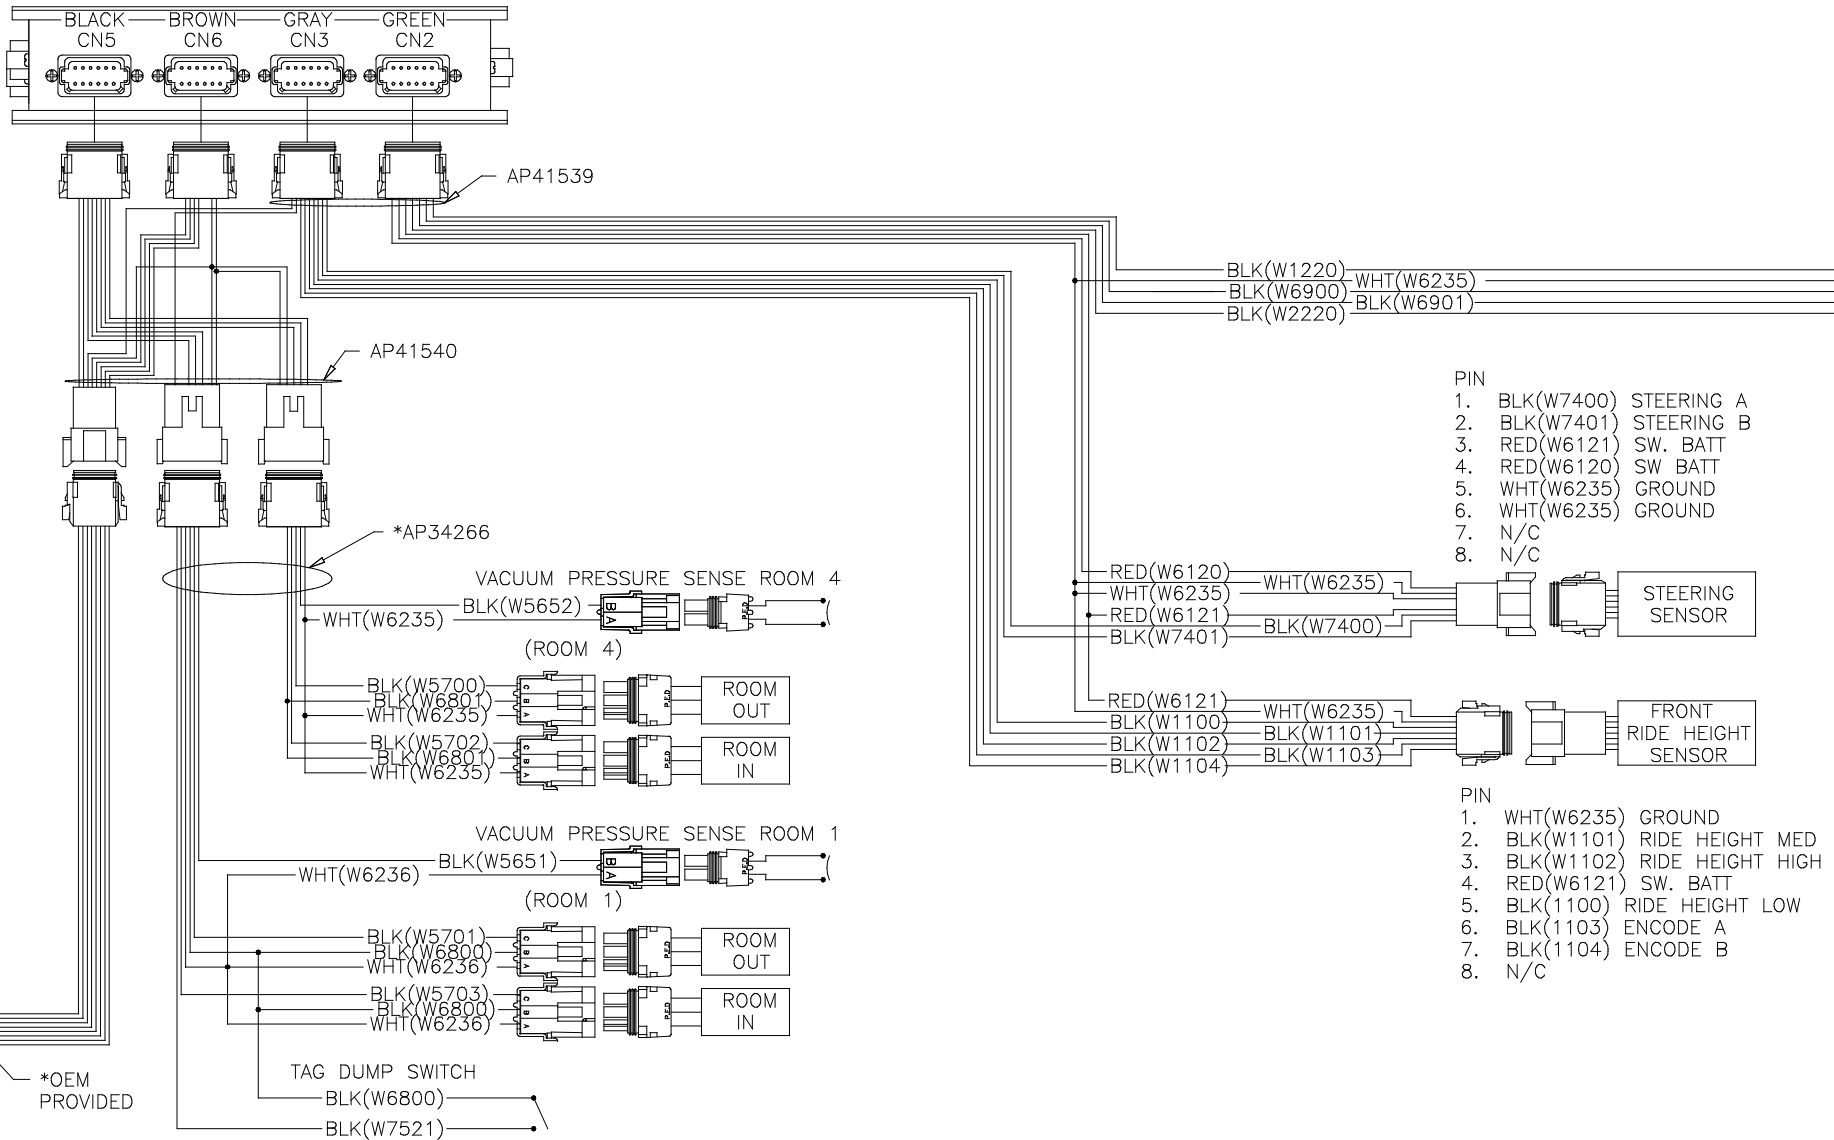 BLACK BROWN GRAY GREEN
CN5 CN6 CN3 CN2
AP41539
BLK(W1220)
WHT(W6235)
BLK(W6900)
BLK(W6901)
BLK(W2220)
AP41540
PIN
1. BLK(W7400) STEERING A
2. BLK(W7401) STEERING B
3. RED(W6121) SW. BATT
4. RED(W6120) SW BATT
5. WHT(W6235) GROUND
6. WHT(W6235) GROUND
7. N/C
8. N/C
*AP34266
VACUUM PRESSURE SENSE ROOM 4
BLK(W5652)
WHT(W6235)
B
A
P.E.D
(ROOM 4)
BLK(W5700)
BLK(W6801)
WHT(W6235)
C
B
A
P.E.D
ROOM
OUT
BLK(W5702)
BLK(W6801)
WHT(W6235)
C
B
A
P.E.D
ROOM
IN
RED(W6120)
WHT(W6235)
WHT(W6235)
RED(W6121)
BLK(W7400)
BLK(W7401)
STEERING
SENSOR
RED(W6121)
WHT(W6235)
BLK(W1100)
BLK(W1101)
BLK(W1102)
BLK(W1103)
BLK(W1104)
FRONT
RIDE HEIGHT
SENSOR
PIN
1. WHT(W6235) GROUND
2. BLK(W1101) RIDE HEIGHT MED
3. BLK(W1102) RIDE HEIGHT HIGH
4. RED(W6121) SW. BATT
5. BLK(1100) RIDE HEIGHT LOW
6. BLK(1103) ENCODE A
7. BLK(1104) ENCODE B
8. N/C
VACUUM PRESSURE SENSE ROOM 1
BLK(W5651)
WHT(W6236)
B
A
P.E.D
(ROOM 1)
BLK(W5701)
BLK(W6800)
WHT(W6236)
C
B
A
P.E.D
ROOM
OUT
BLK(W5703)
BLK(W6800)
WHT(W6236)
C
B
A
P.E.D
ROOM
IN
TAG DUMP SWITCH
BLK(W6800)
BLK(W7521)
*OEM
PROVIDED